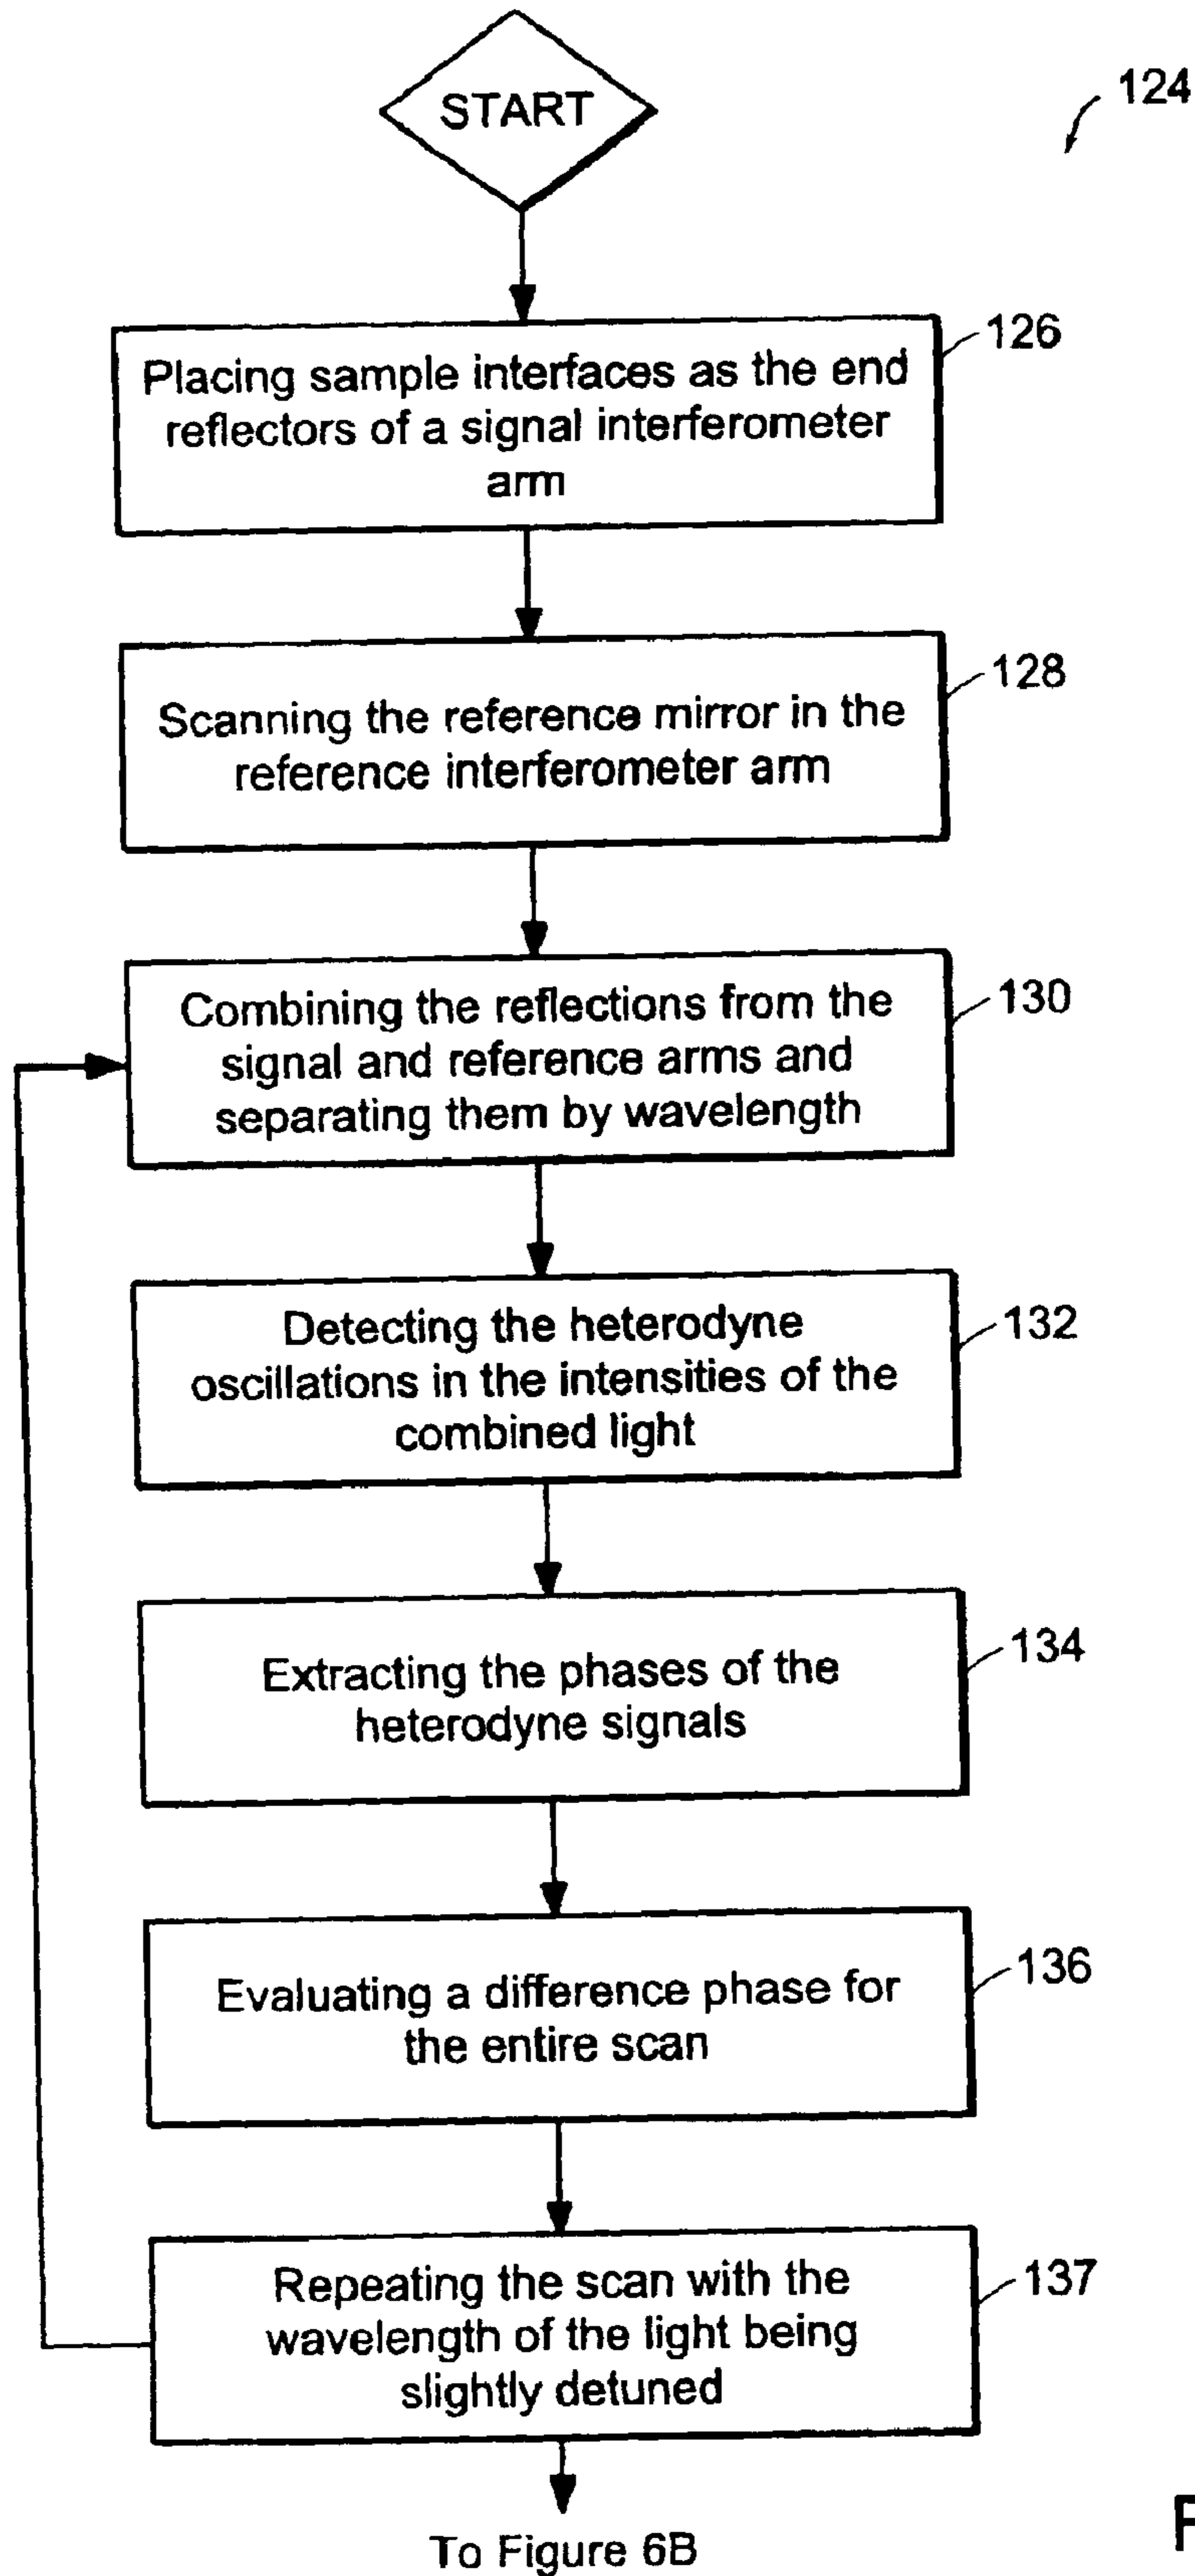 START
124
Placing sample interfaces as the end
reflectors of a signal interferometer
arm
126
Scanning the reference mirror in the
reference interferometer arm
128
Combining the reflections from the
signal and reference arms and
separating them by wavelength
130
Detecting the heterodyne
oscillations in the intensities of the
combined light
132
Extracting the phases of the
heterodyne signals
134
Evaluating a difference phase for
the entire scan
136
Repeating the scan with the
wavelength of the light being
slightly detuned
137
To Figure 6B